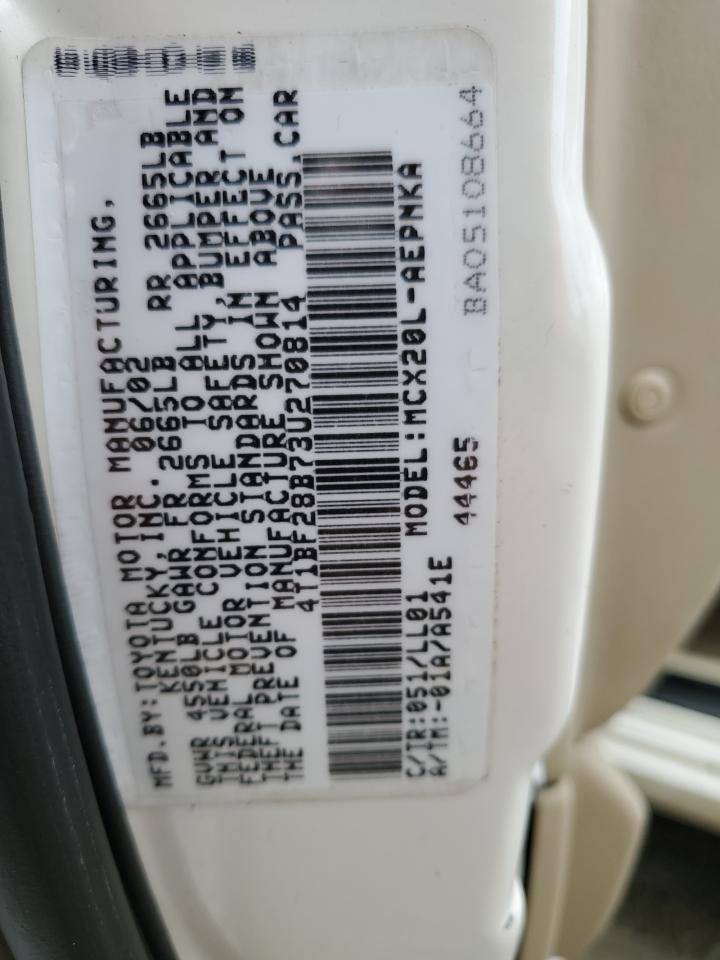 MFD.BY:TOYOTA MOTOR MANUFACTURING,
KENTUCKY,INC. 06/02
GVWR 4550LB GAWR FR 2665LB RR 2665LB
THIS VEHICLE CONFORMS TO ALL APPLICABLE
FEDERAL MOTOR VEHICLE SAFETY, BUMPER AND
THEFT PREVENTION STANDARDS IN EFFECT ON
THE DATE OF MANUFACTURE SHOWN ABOVE.
4T1BF28B73U270814 PASS.CAR
C/TR:051/LL01 MODEL:MCX20L-AEPNKA
A/TM:-01A/A541E 44465
BA05108664